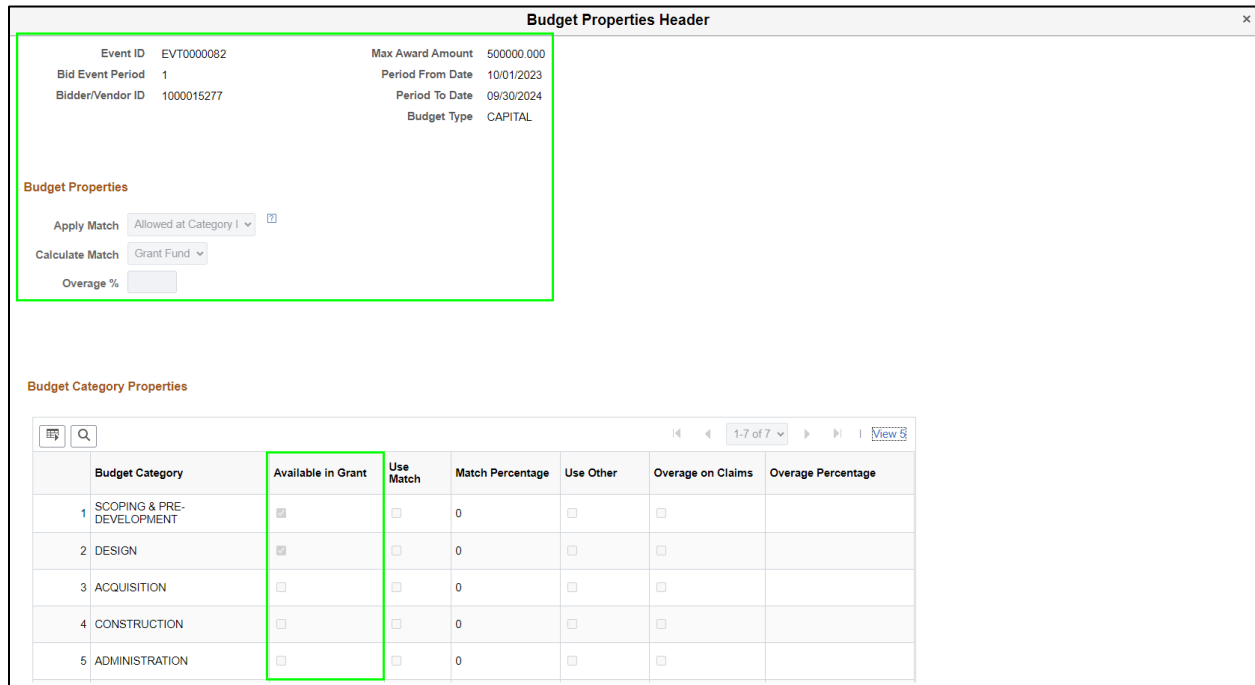 Budget Properties Header
×
Event ID EVT0000082 Max Award Amount 500000.000
Bid Event Period 1 Period From Date 10/01/2023
Bidder/Vendor ID 1000015277 Period To Date 09/30/2024
Budget Type CAPITAL
Budget Properties
Apply Match Allowed at Category l ?
Calculate Match Grant Fund
Overage %
Budget Category Properties
1-7 of 7 | View 5
Budget Category Available in Grant Use Match Match Percentage Use Other Overage on Claims Overage Percentage
1 SCOPING & PRE-
DEVELOPMENT 0
2 DESIGN 0
3 ACQUISITION 0
4 CONSTRUCTION 0
5 ADMINISTRATION 0